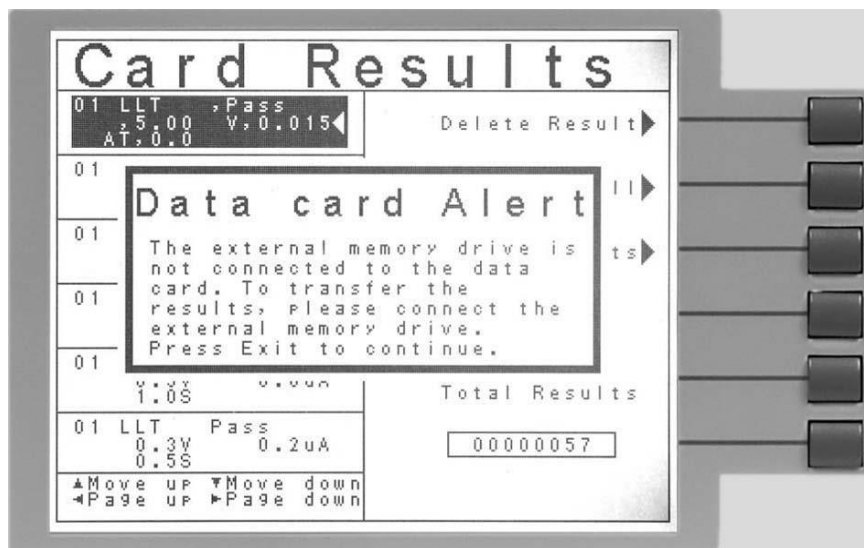 Card Results
01 LLT ,Pass
,5.00 V,0.015
AT,0.0
Delete Result
01
ll
01
ts
01
01
Data card Alert
The external memory drive is
not connected to the data
card. To transfer the
results, please connect the
external memory drive.
Press Exit to continue.
1.0S
Total Results
01 LLT Pass
0.3V 0.2uA
0.5S
00000057
▲Move up ▼Move down
◄Page up ►Page down